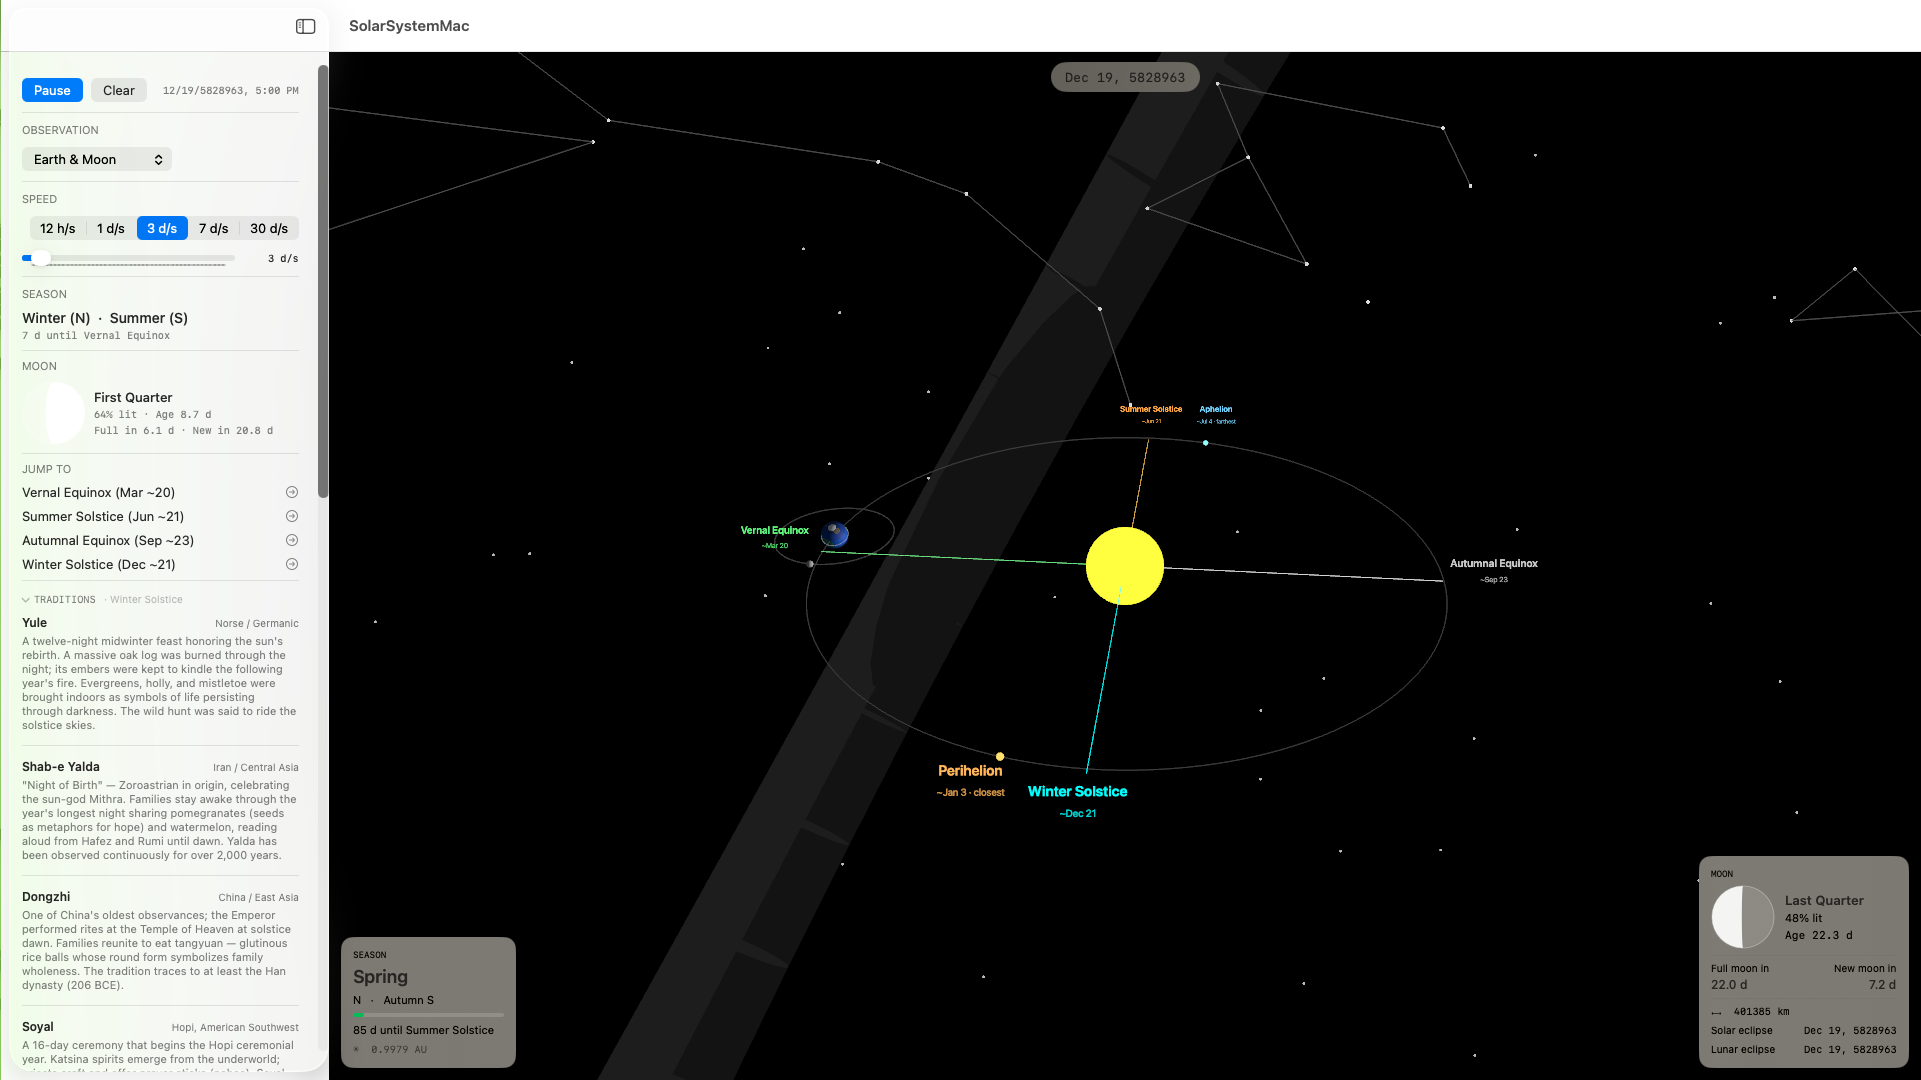 SolarSystemMac
Pause
Clear
12/19/5828963, 5:00 PM
OBSERVATION
Earth & Moon
SPEED
12 h/s
1 d/s
3 d/s
7 d/s
30 d/s
3 d/s
SEASON
Winter (N) · Summer (S)
7 d until Vernal Equinox
MOON
First Quarter
64% lit · Age 8.7 d
Full in 6.1 d · New in 20.8 d
JUMP TO
Vernal Equinox (Mar ~20)
Summer Solstice (Jun ~21)
Autumnal Equinox (Sep ~23)
Winter Solstice (Dec ~21)
TRADITIONS · Winter Solstice
Yule
Norse / Germanic
A twelve-night midwinter feast honoring the sun's
rebirth. A massive oak log was burned through the
night; its embers were kept to kindle the following
year's fire. Evergreens, holly, and mistletoe were
brought indoors as symbols of life persisting
through darkness. The wild hunt was said to ride the
solstice skies.
Shab-e Yalda
Iran / Central Asia
"Night of Birth" — Zoroastrian in origin, celebrating
the sun-god Mithra. Families stay awake through the
year's longest night sharing pomegranates (seeds
as metaphors for hope) and watermelon, reading
aloud from Hafez and Rumi until dawn. Yalda has
been observed continuously for over 2,000 years.
Dongzhi
China / East Asia
One of China's oldest observances; the Emperor
performed rites at the Temple of Heaven at solstice
dawn. Families reunite to eat tangyuan — glutinous
rice balls whose round form symbolizes family
wholeness. The tradition traces to at least the Han
dynasty (206 BCE).
Soyal
Hopi, American Southwest
A 16-day ceremony that begins the Hopi ceremonial
year. Katsina spirits emerge from the underworld;
Dec 19, 5828963
Summer Solstice
~Jun 21
Aphelion
~Jul 4 · farthest
Vernal Equinox
~Mar 20
Autumnal Equinox
~Sep 23
Perihelion
~Jan 3 · closest
Winter Solstice
~Dec 21
SEASON
Spring
N · Autumn S
85 d until Summer Solstice
0.9979 AU
MOON
Last Quarter
48% lit
Age 22.3 d
Full moon in
New moon in
22.0 d
7.2 d
401385 km
Solar eclipse
Dec 19, 5828963
Lunar eclipse
Dec 19, 5828963